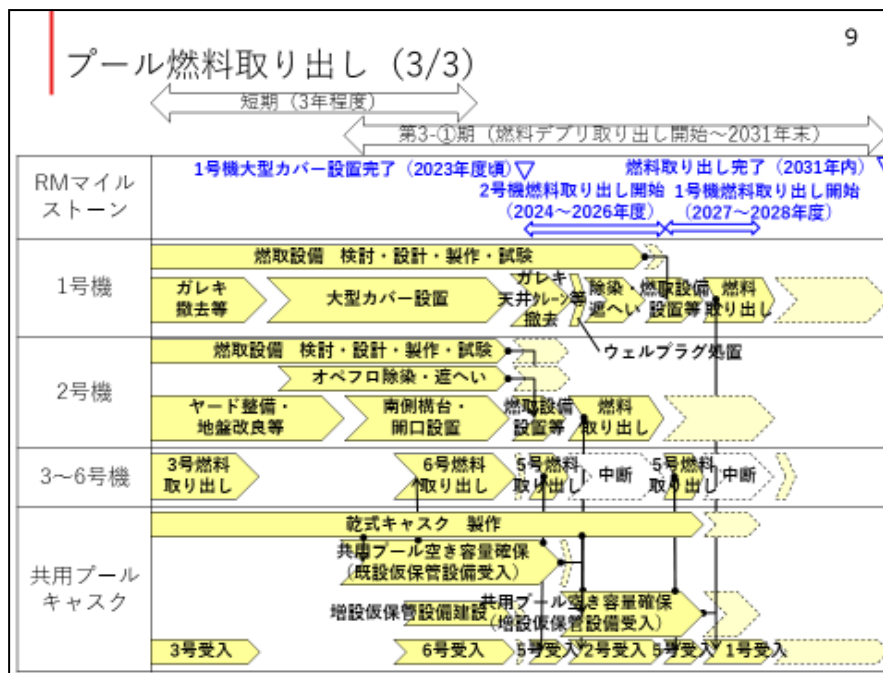 9
プール燃料取り出し（3/3）
短期（3年程度）
第3-①期（燃料デブリ取り出し開始～2031年末）
RMマイル
ストーン
1号機大型カバー設置完了（2023年度頃）
燃料取り出し完了（2031年内）
2号機燃料取り出し開始
（2024～2026年度）
1号機燃料取り出し開始
（2027～2028年度）
1号機
燃取設備　検討・設計・製作・試験
ガレキ
撤去等
大型カバー設置
ガレキ
天井クレーン等
撤去
除染・
遮へい
燃取設備
設置等
燃料
取り出し
ウェルプラグ処置
2号機
燃取設備　検討・設計・製作・試験
オペフロ除染・遮へい
ヤード整備・
地盤改良等
南側構台・
開口設置
燃取設備
設置等
燃料
取り出し
3～6号機
3号燃料
取り出し
6号燃料
取り出し
5号燃料
取り出し
中断
5号燃料
取り出し
中断
共用プール
キャスク
乾式キャスク　製作
共用プール空き容量確保
（既設仮保管設備受入）
増設仮保管設備建設
共用プール空き容量確保
（増設仮保管設備受入）
3号受入
6号受入
5号受入
2号受入
5号受入
1号受入